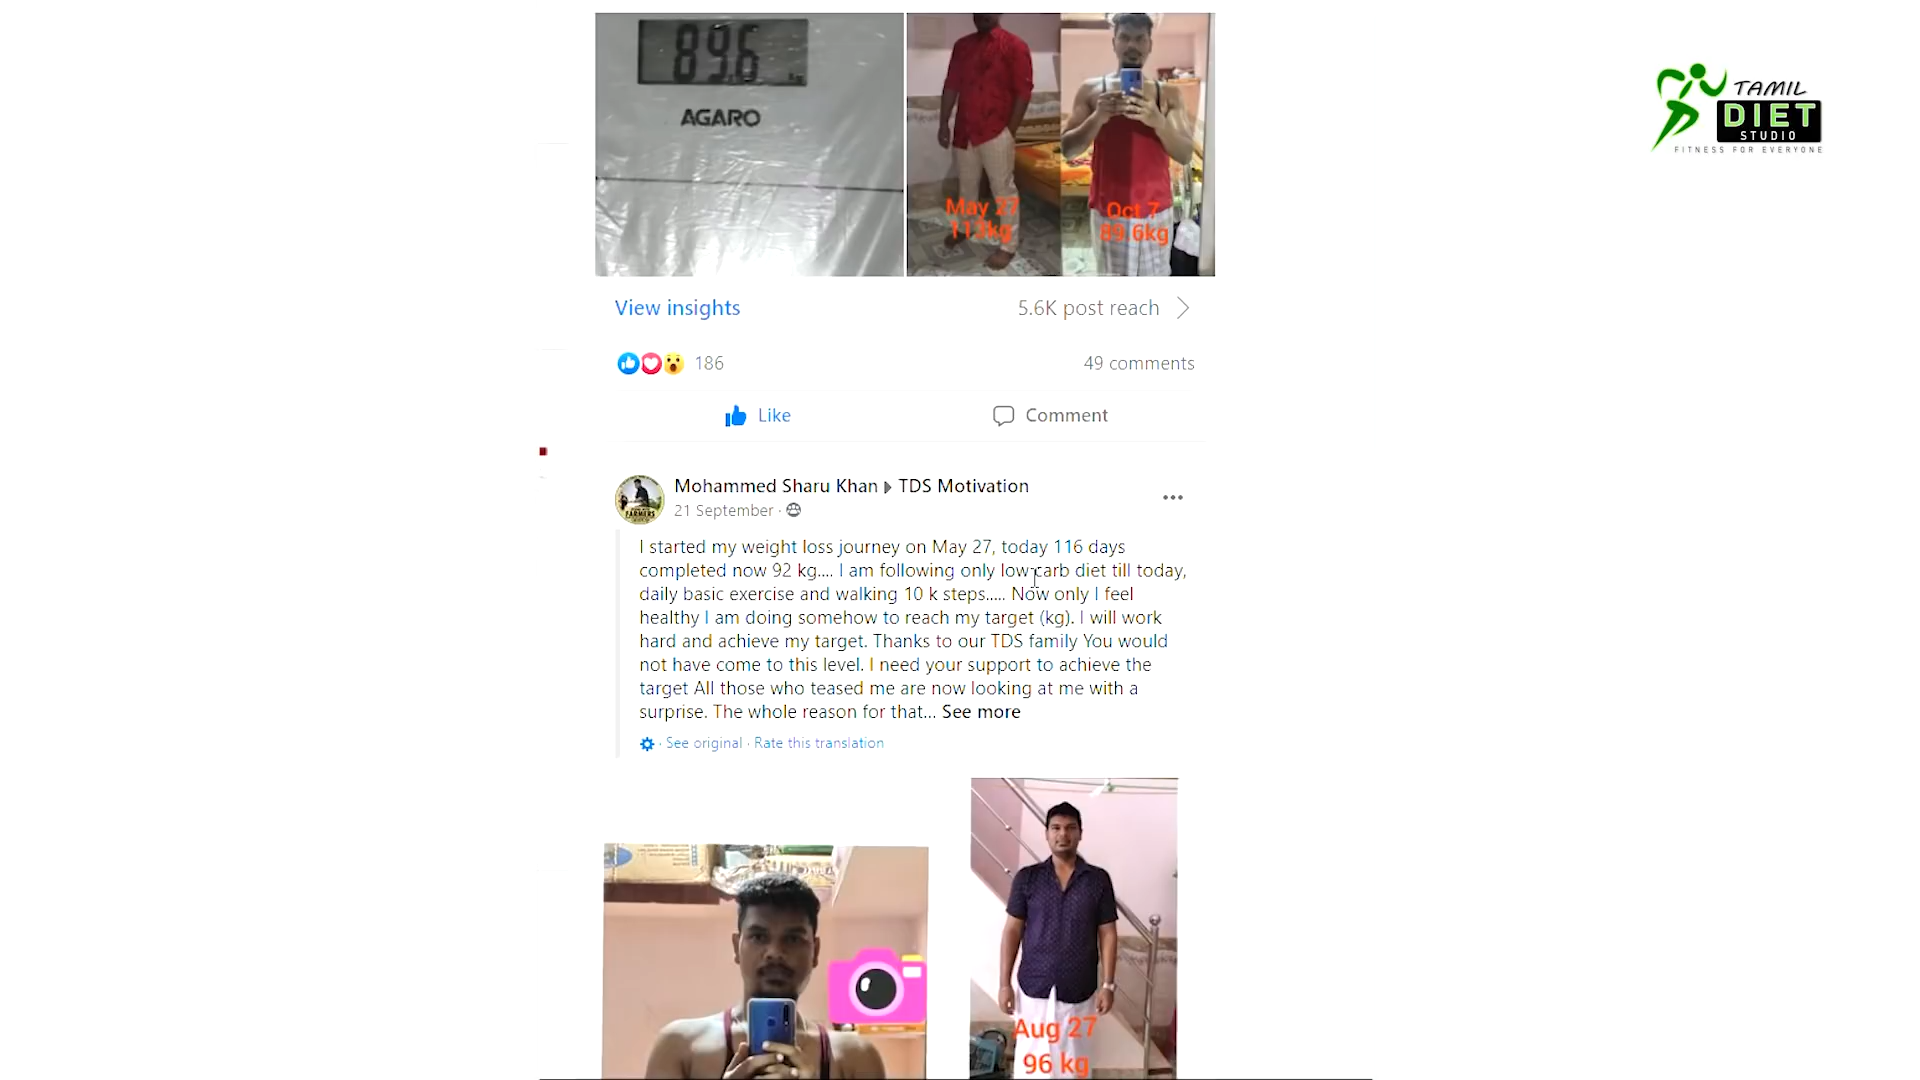 89.6
AGARO
May 27
113kg
Oct 7
89.6kg
TAMIL
DIET
STUDIO
FITNESS FOR EVERYONE
View insights
5.6K post reach
186
49 comments
Like
Comment
Mohammed Sharu Khan ▸ TDS Motivation
21 September ·
I started my weight loss journey on May 27, today 116 days
completed now 92 kg.... I am following only low carb diet till today,
daily basic exercise and walking 10 k steps..... Now only I feel
healthy I am doing somehow to reach my target (kg). I will work
hard and achieve my target. Thanks to our TDS family You would
not have come to this level. I need your support to achieve the
target All those who teased me are now looking at me with a
surprise. The whole reason for that... See more
· See original · Rate this translation
FARMERS
Aug 27
96 kg